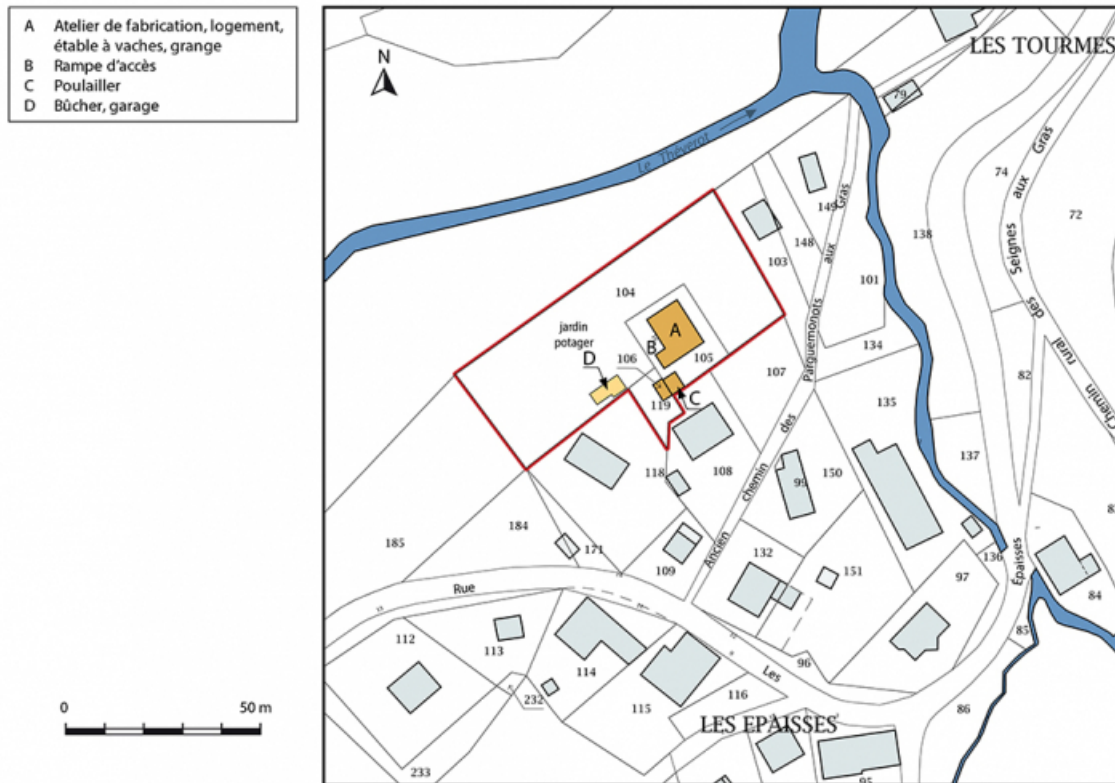 A Atelier de fabrication, logement,
étable à vaches, grange
B Rampe d'accès
C Poulailler
D Bûcher, garage
N
LES TOURMES
79
Le Théverot
74
aux Gras
72
149
148
138
Seignes
103
aux Gras
101
104
des
A
jardin
potager
B
134
rural
D
106
105
Parguemonots
107
82
119
C
Chemin
135
des
118
108
150
137
chemin
99
184
185
171
Ancien
109
132
136
Épaisses
97
151
84
Rue
112
113
85
114
Les
96
232
0 50 m
115
116
86
LES EPAISSES
233
95